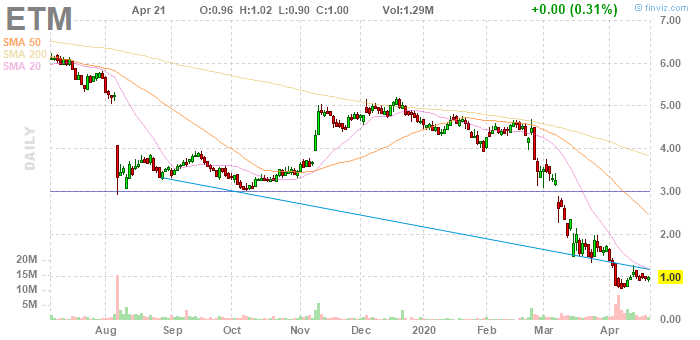 ETM
Apr 21 O:0.96 H:1.02 L:0.90 C:1.00 Vol:1.29M +0.00 (0.31%)
© finviz.com
SMA 50
SMA 200
SMA 20
DAILY
7.00
6.00
5.00
4.00
3.00
2.00
1.00
0.00
20M
15M
10M
5M
Aug Sep Oct Nov Dec 2020 Feb Mar Apr